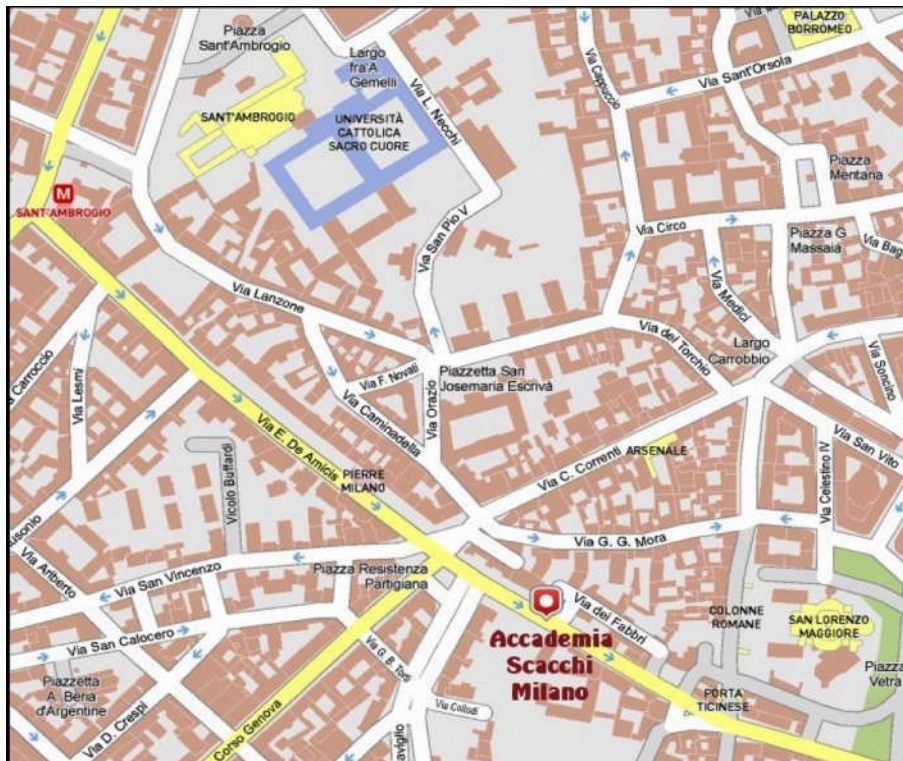 PALAZZO
BORROMEO
Piazza
Sant'Ambrogio
Largo
fra'A
Gemelli
Via L. Necchi
Via Cappuccio
Via Sant'Orsola
SANT'AMBROGIO
UNIVERSITÀ
CATTOLICA
SACRO CUORE
Piazza
Mentana
M
SANT'AMBROGIO
Via San Pio V
Via Circo
Piazza G
Massaia
Via Bag
Via Lanzone
Via Medici
Via del Torchio
Largo
Carrobbio
Via Soncino
Carroccio
Via Lesmi
Via F. Novati
Piazzetta San
Josemaria Escrivà
Via Orazio
Via Caminadella
Via E. De Amicis
Vicolo Buffardi
PIERRE
MILANO
Via C. Correnti
ARSENALE
Via Celestino IV
Via San Vito
usonio
Via Ariberto
Via San Vincenzo
Piazza Resistenza
Partigiana
Via G. G. Mora
Via dei Fabbri
COLONNE
ROMANE
SAN LORENZO
MAGGIORE
Via San Calocero
Via G. B. Torti
Accademia
Scacchi
Milano
Piazza
Vetra
Piazzetta
A. Beria
d'Argentine
Via D. Crespi
Corso Genova
Via Collodi
aviglio
PORTA
TICINESE